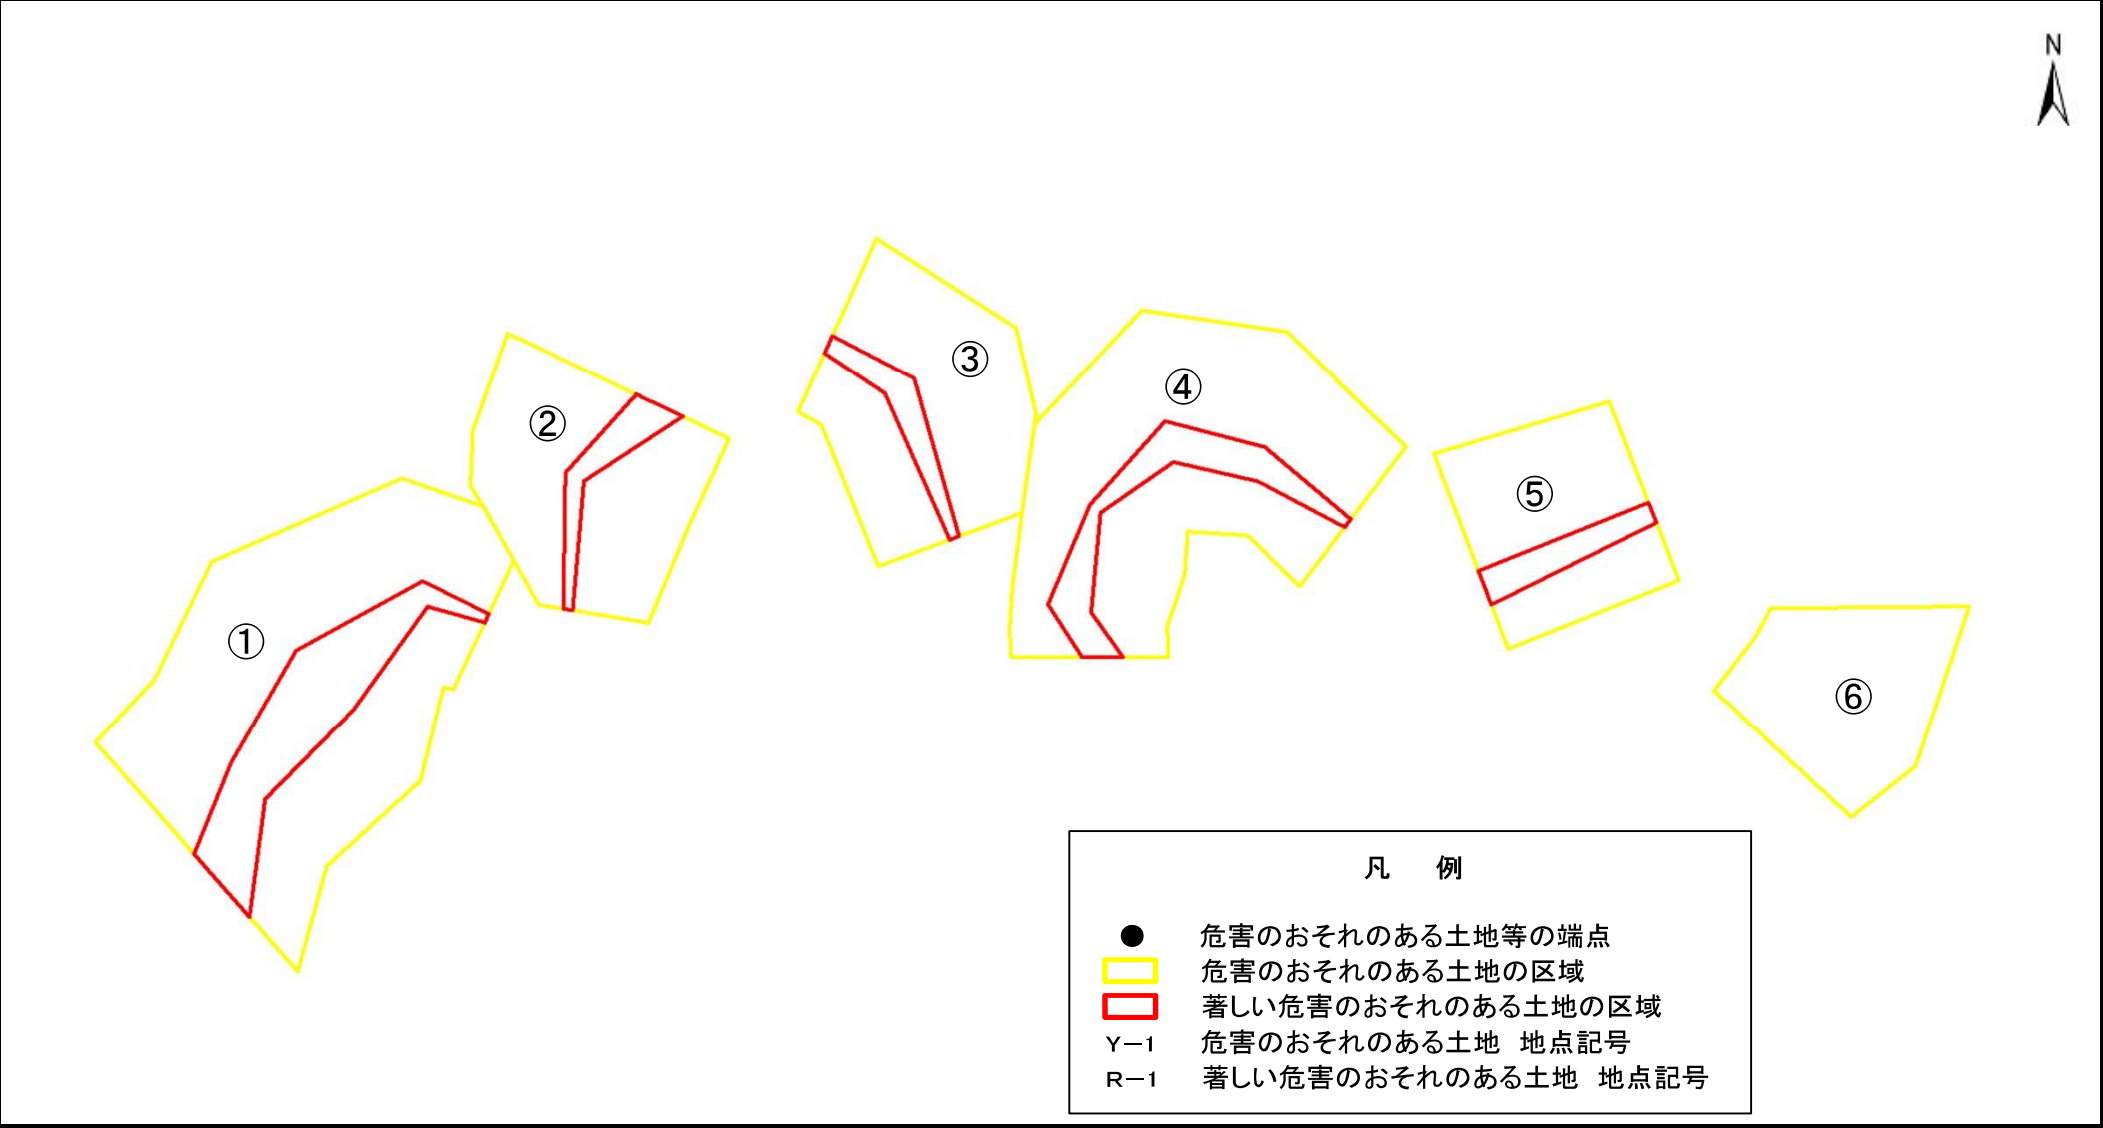 N
③
④
②
⑤
①
⑥
凡 例
● 危害のおそれのある土地等の端点
危害のおそれのある土地の区域
著しい危害のおそれのある土地の区域
Y－1 危害のおそれのある土地 地点記号
R－1 著しい危害のおそれのある土地 地点記号